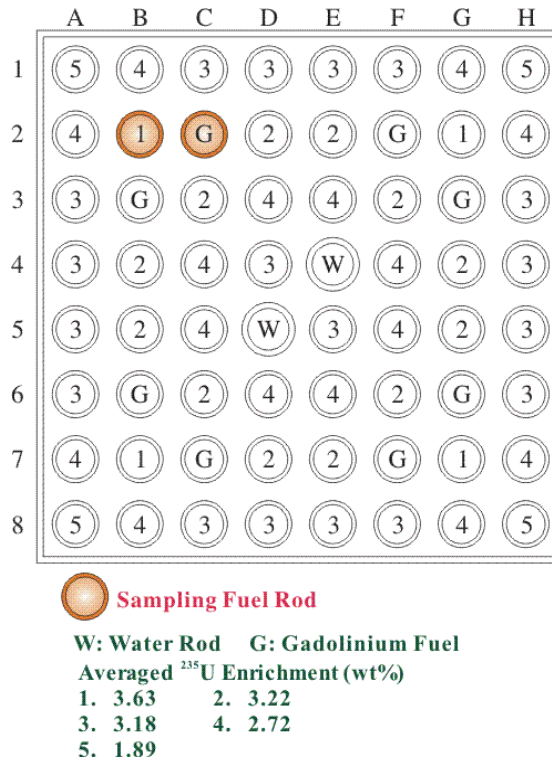 A B C D E F G H
1 5 4 3 3 3 3 4 5
2 4 1 G 2 2 G 1 4
3 3 G 2 4 4 2 G 3
4 3 2 4 3 W 4 2 3
5 3 2 4 W 3 4 2 3
6 3 G 2 4 4 2 G 3
7 4 1 G 2 2 G 1 4
8 5 4 3 3 3 3 4 5
Sampling Fuel Rod
W: Water Rod G: Gadolinium Fuel
Averaged ²³⁵U Enrichment (wt%)
1. 3.63 2. 3.22
3. 3.18 4. 2.72
5. 1.89